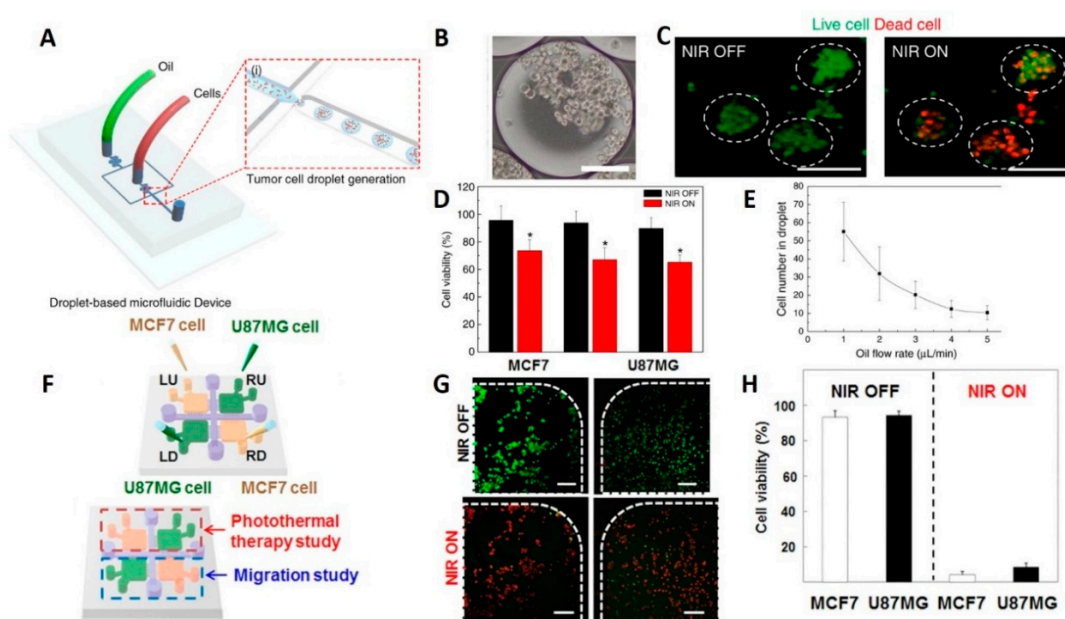 A
Oil
Cells
(i)
Tumor cell droplet generation
Droplet-based microfluidic Device
B
C
Live cell Dead cell
NIR OFF
NIR ON
D
120
100
80
60
40
20
0
Cell viability (%)
NIR OFF
NIR ON
*
*
*
MCF7
U87MG
E
80
70
60
50
40
30
20
10
0
Cell number in droplet
0
1
2
3
4
5
Oil flow rate (µL/min)
F
MCF7 cell
U87MG cell
LU
RU
LD
RD
U87MG cell
MCF7 cell
Photothermal
therapy study
Migration study
G
NIR OFF
NIR ON
H
Cell viability (%)
100
80
60
40
20
NIR OFF
NIR ON
MCF7
U87MG
MCF7
U87MG